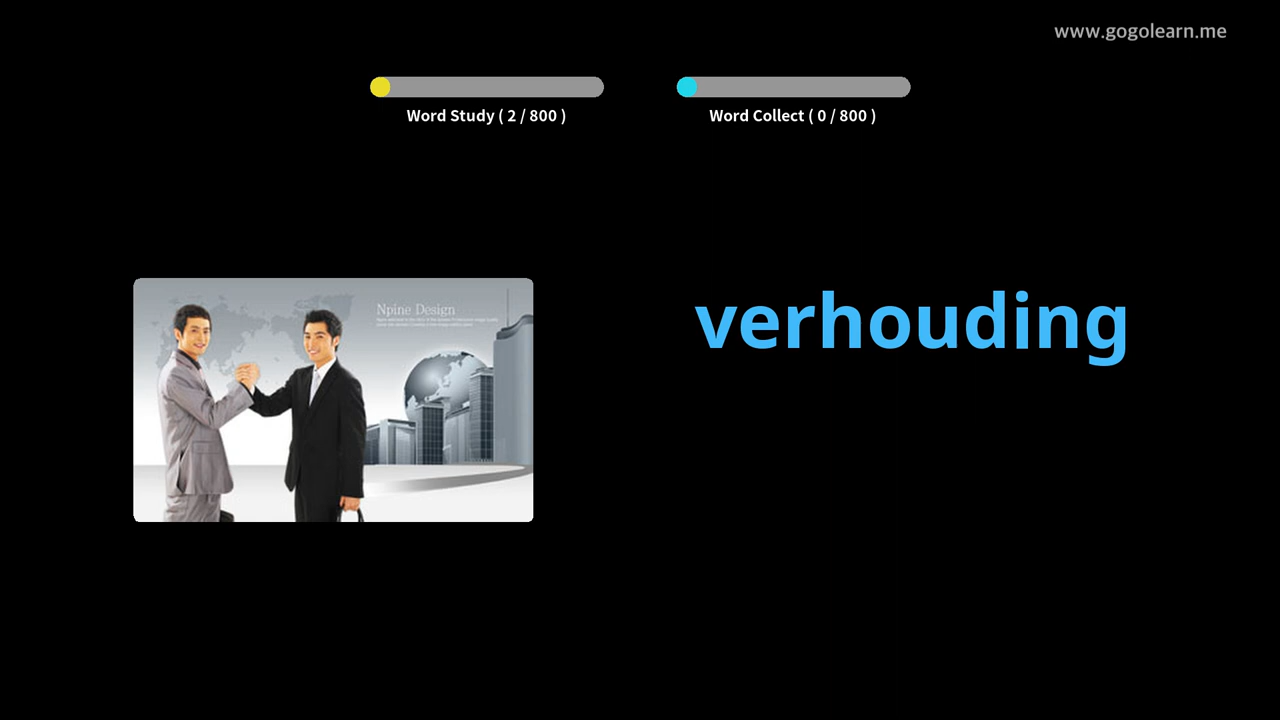 www.gogolearn.me
Word Study ( 2 / 800 )
Word Collect ( 0 / 800 )
Npine Design
verhouding